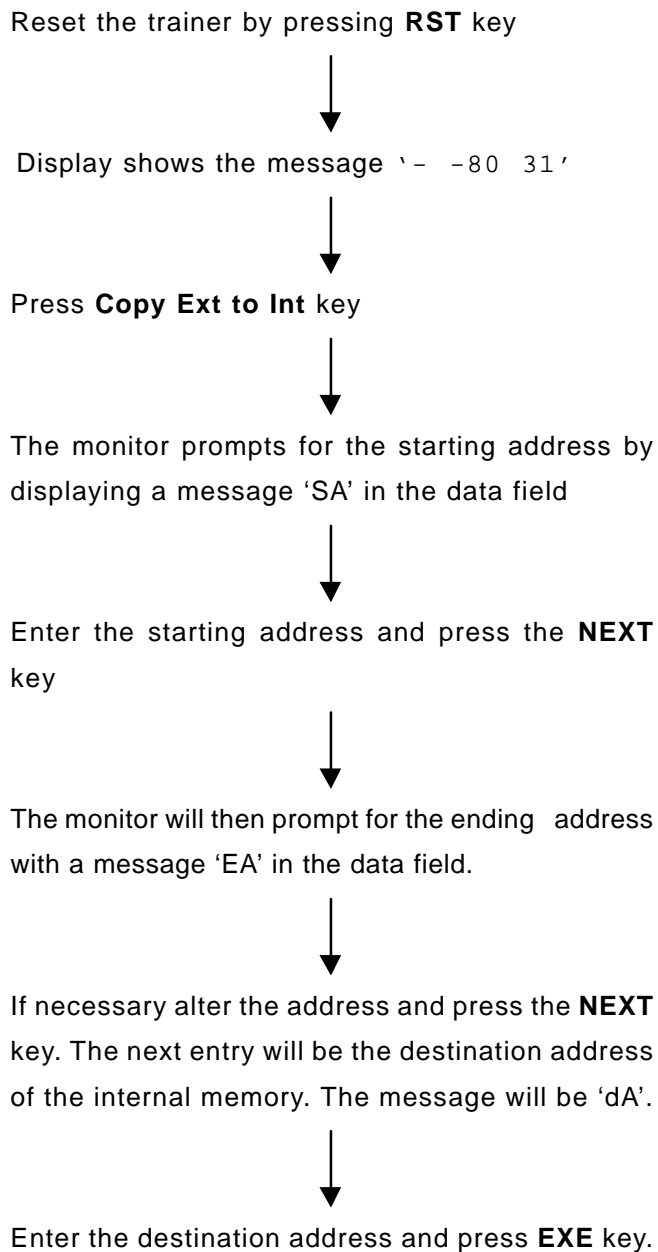 Reset the trainer by pressing RST key
Display shows the message ‘- -80 31’
Press Copy Ext to Int key
The monitor prompts for the starting address by
displaying a message ‘SA’ in the data field
Enter the starting address and press the NEXT
key
The monitor will then prompt for the ending address
with a message ‘EA’ in the data field.
If necessary alter the address and press the NEXT
key. The next entry will be the destination address
of the internal memory. The message will be ‘dA’.
Enter the destination address and press EXE key.